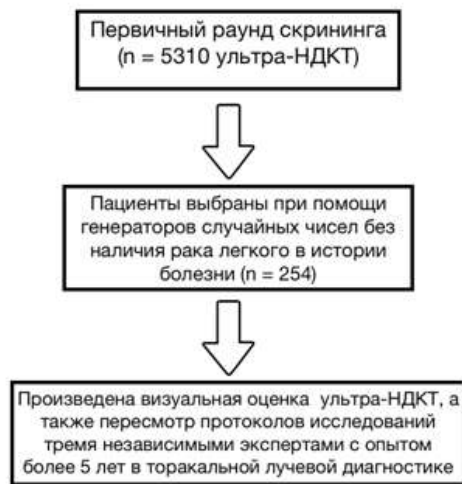 Первичный раунд скрининга
(n = 5310 ультра-НДКТ)
Пациенты выбраны при помощи
генераторов случайных чисел без
наличия рака легкого в истории
болезни (n = 254)
Произведена визуальная оценка ультра-НДКТ, а
также пересмотр протоколов исследований
тремя независимыми экспертами с опытом
более 5 лет в торакальной лучевой диагностике